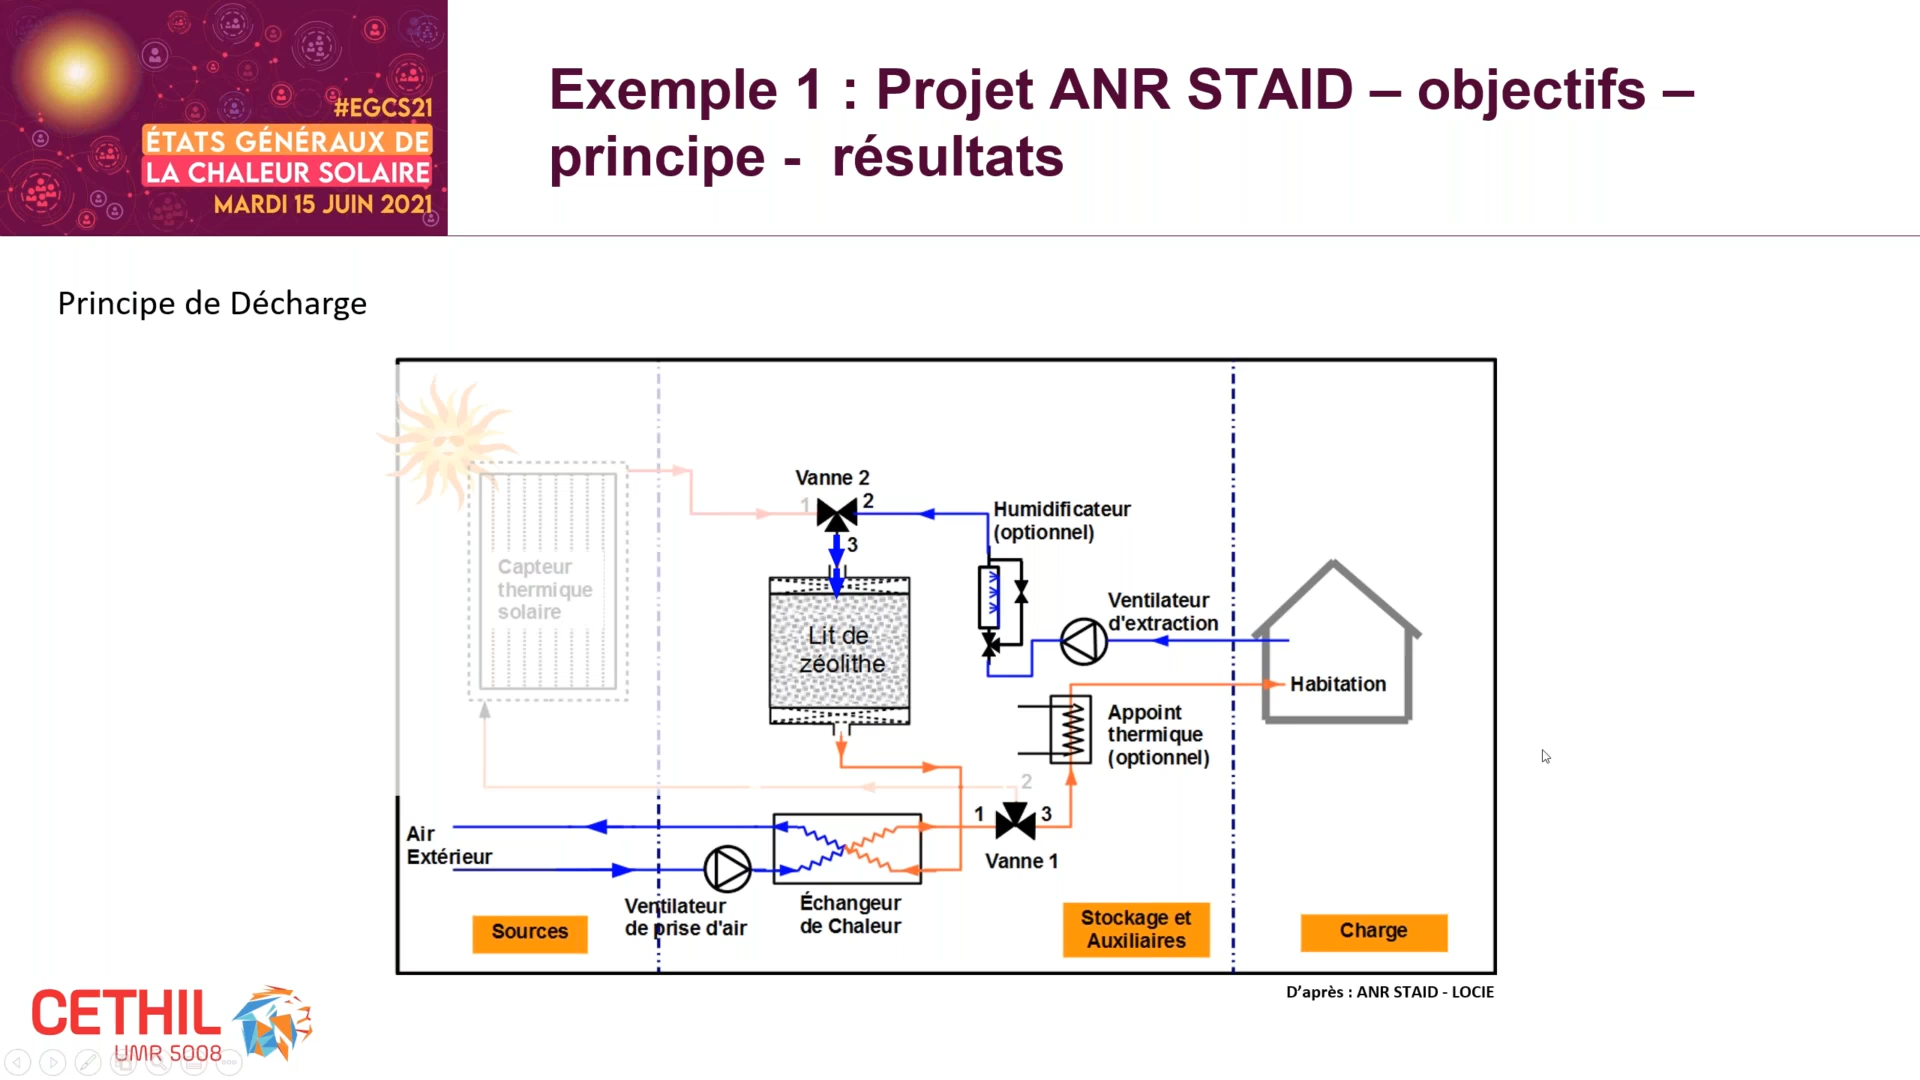 #EGCS21
ÉTATS GÉNÉRAUX DE
LA CHALEUR SOLAIRE
MARDI 15 JUIN 2021
Exemple 1 : Projet ANR STAID – objectifs –
principe - résultats
Principe de Décharge
Vanne 2
1
2
3
Humidificateur
(optionnel)
Capteur
thermique
solaire
Lit de
zéolithe
Ventilateur
d'extraction
Habitation
Appoint
thermique
(optionnel)
2
1
3
Vanne 1
Air
Extérieur
Ventilateur
de prise d'air
Échangeur
de Chaleur
Sources
Stockage et
Auxiliaires
Charge
D'après : ANR STAID - LOCIE
CETHIL
UMR 5008